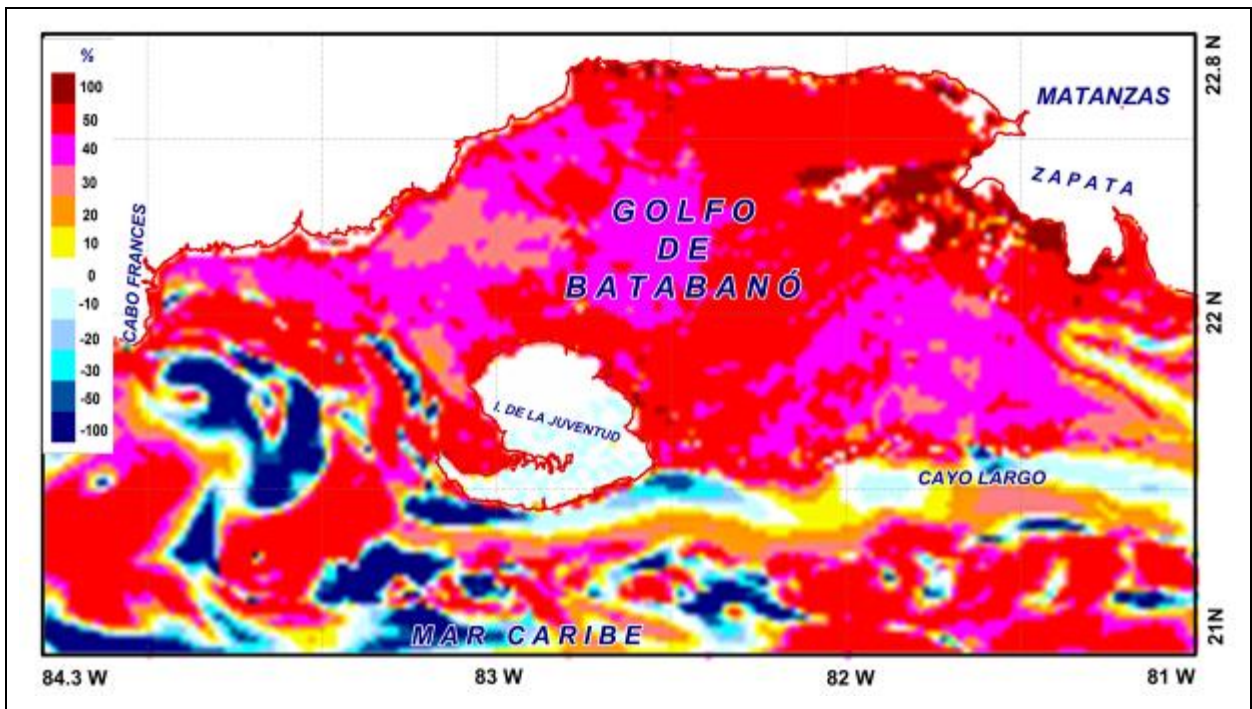 %
100
50
40
30
20
10
0
-10
-20
-30
-50
-100
CABO FRANCES
MATANZAS
ZAPATA
GOLFO
DE
BATABANÓ
I. DE LA JUVENTUD
CAYO LARGO
MAR CARIBE
22.8 N
22 N
21N
84.3 W
83 W
82 W
81 W